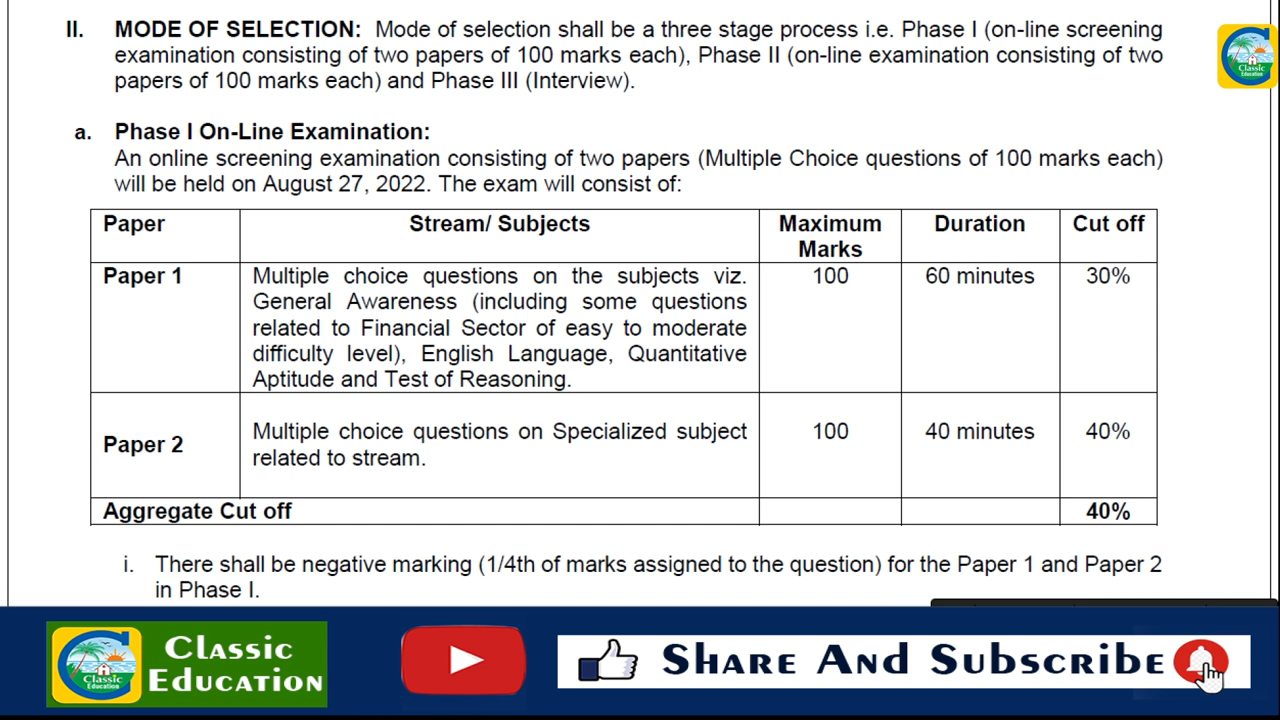 II. MODE OF SELECTION: Mode of selection shall be a three stage process i.e. Phase I (on-line screening
examination consisting of two papers of 100 marks each), Phase II (on-line examination consisting of two
papers of 100 marks each) and Phase III (Interview).
a. Phase I On-Line Examination:
An online screening examination consisting of two papers (Multiple Choice questions of 100 marks each)
will be held on August 27, 2022. The exam will consist of:
Paper Stream/ Subjects Maximum Marks Duration Cut off
Paper 1 Multiple choice questions on the subjects viz. 100 60 minutes 30%
General Awareness (including some questions
related to Financial Sector of easy to moderate
difficulty level), English Language, Quantitative
Aptitude and Test of Reasoning.
Paper 2 Multiple choice questions on Specialized subject 100 40 minutes 40%
related to stream.
Aggregate Cut off 40%
i. There shall be negative marking (1/4th of marks assigned to the question) for the Paper 1 and Paper 2
in Phase I.
Classic
Education
Classic
Education
Classic
Education
Share And Subscribe